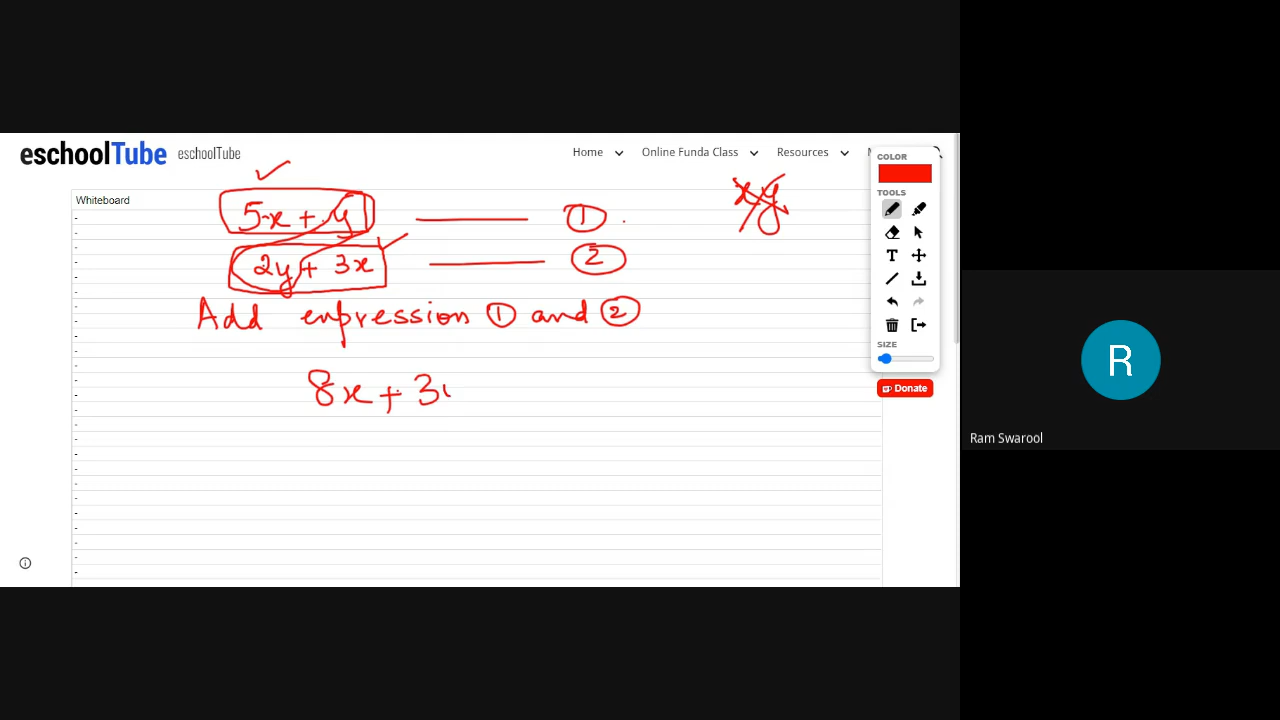 eschoolTube eschoolTube
Home Online Funda Class Resources
COLOR
TOOLS
T
SIZE
Donate
Whiteboard
xy
5x + y ① .
2y + 3x ②
Add expression ① and ②
8x + 3
R
Ram Swarool